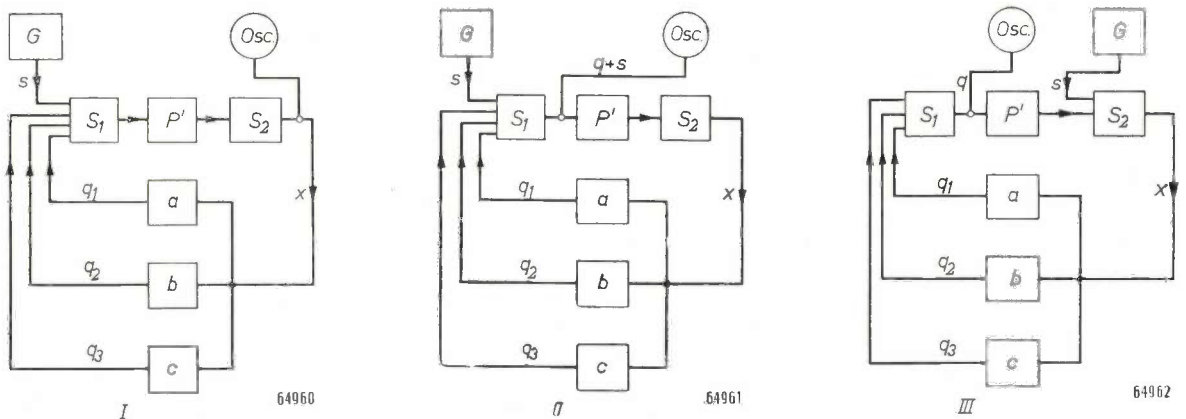 G
Osc.
s
S1
P'
S2
q1
a
x
q2
b
q3
c
64960
I
G
Osc.
q+s
s
S1
P'
S2
q1
a
x
q2
b
q3
c
64961
II
Osc.
G
q
s
S1
P'
S2
q1
a
x
q2
b
q3
c
64962
III